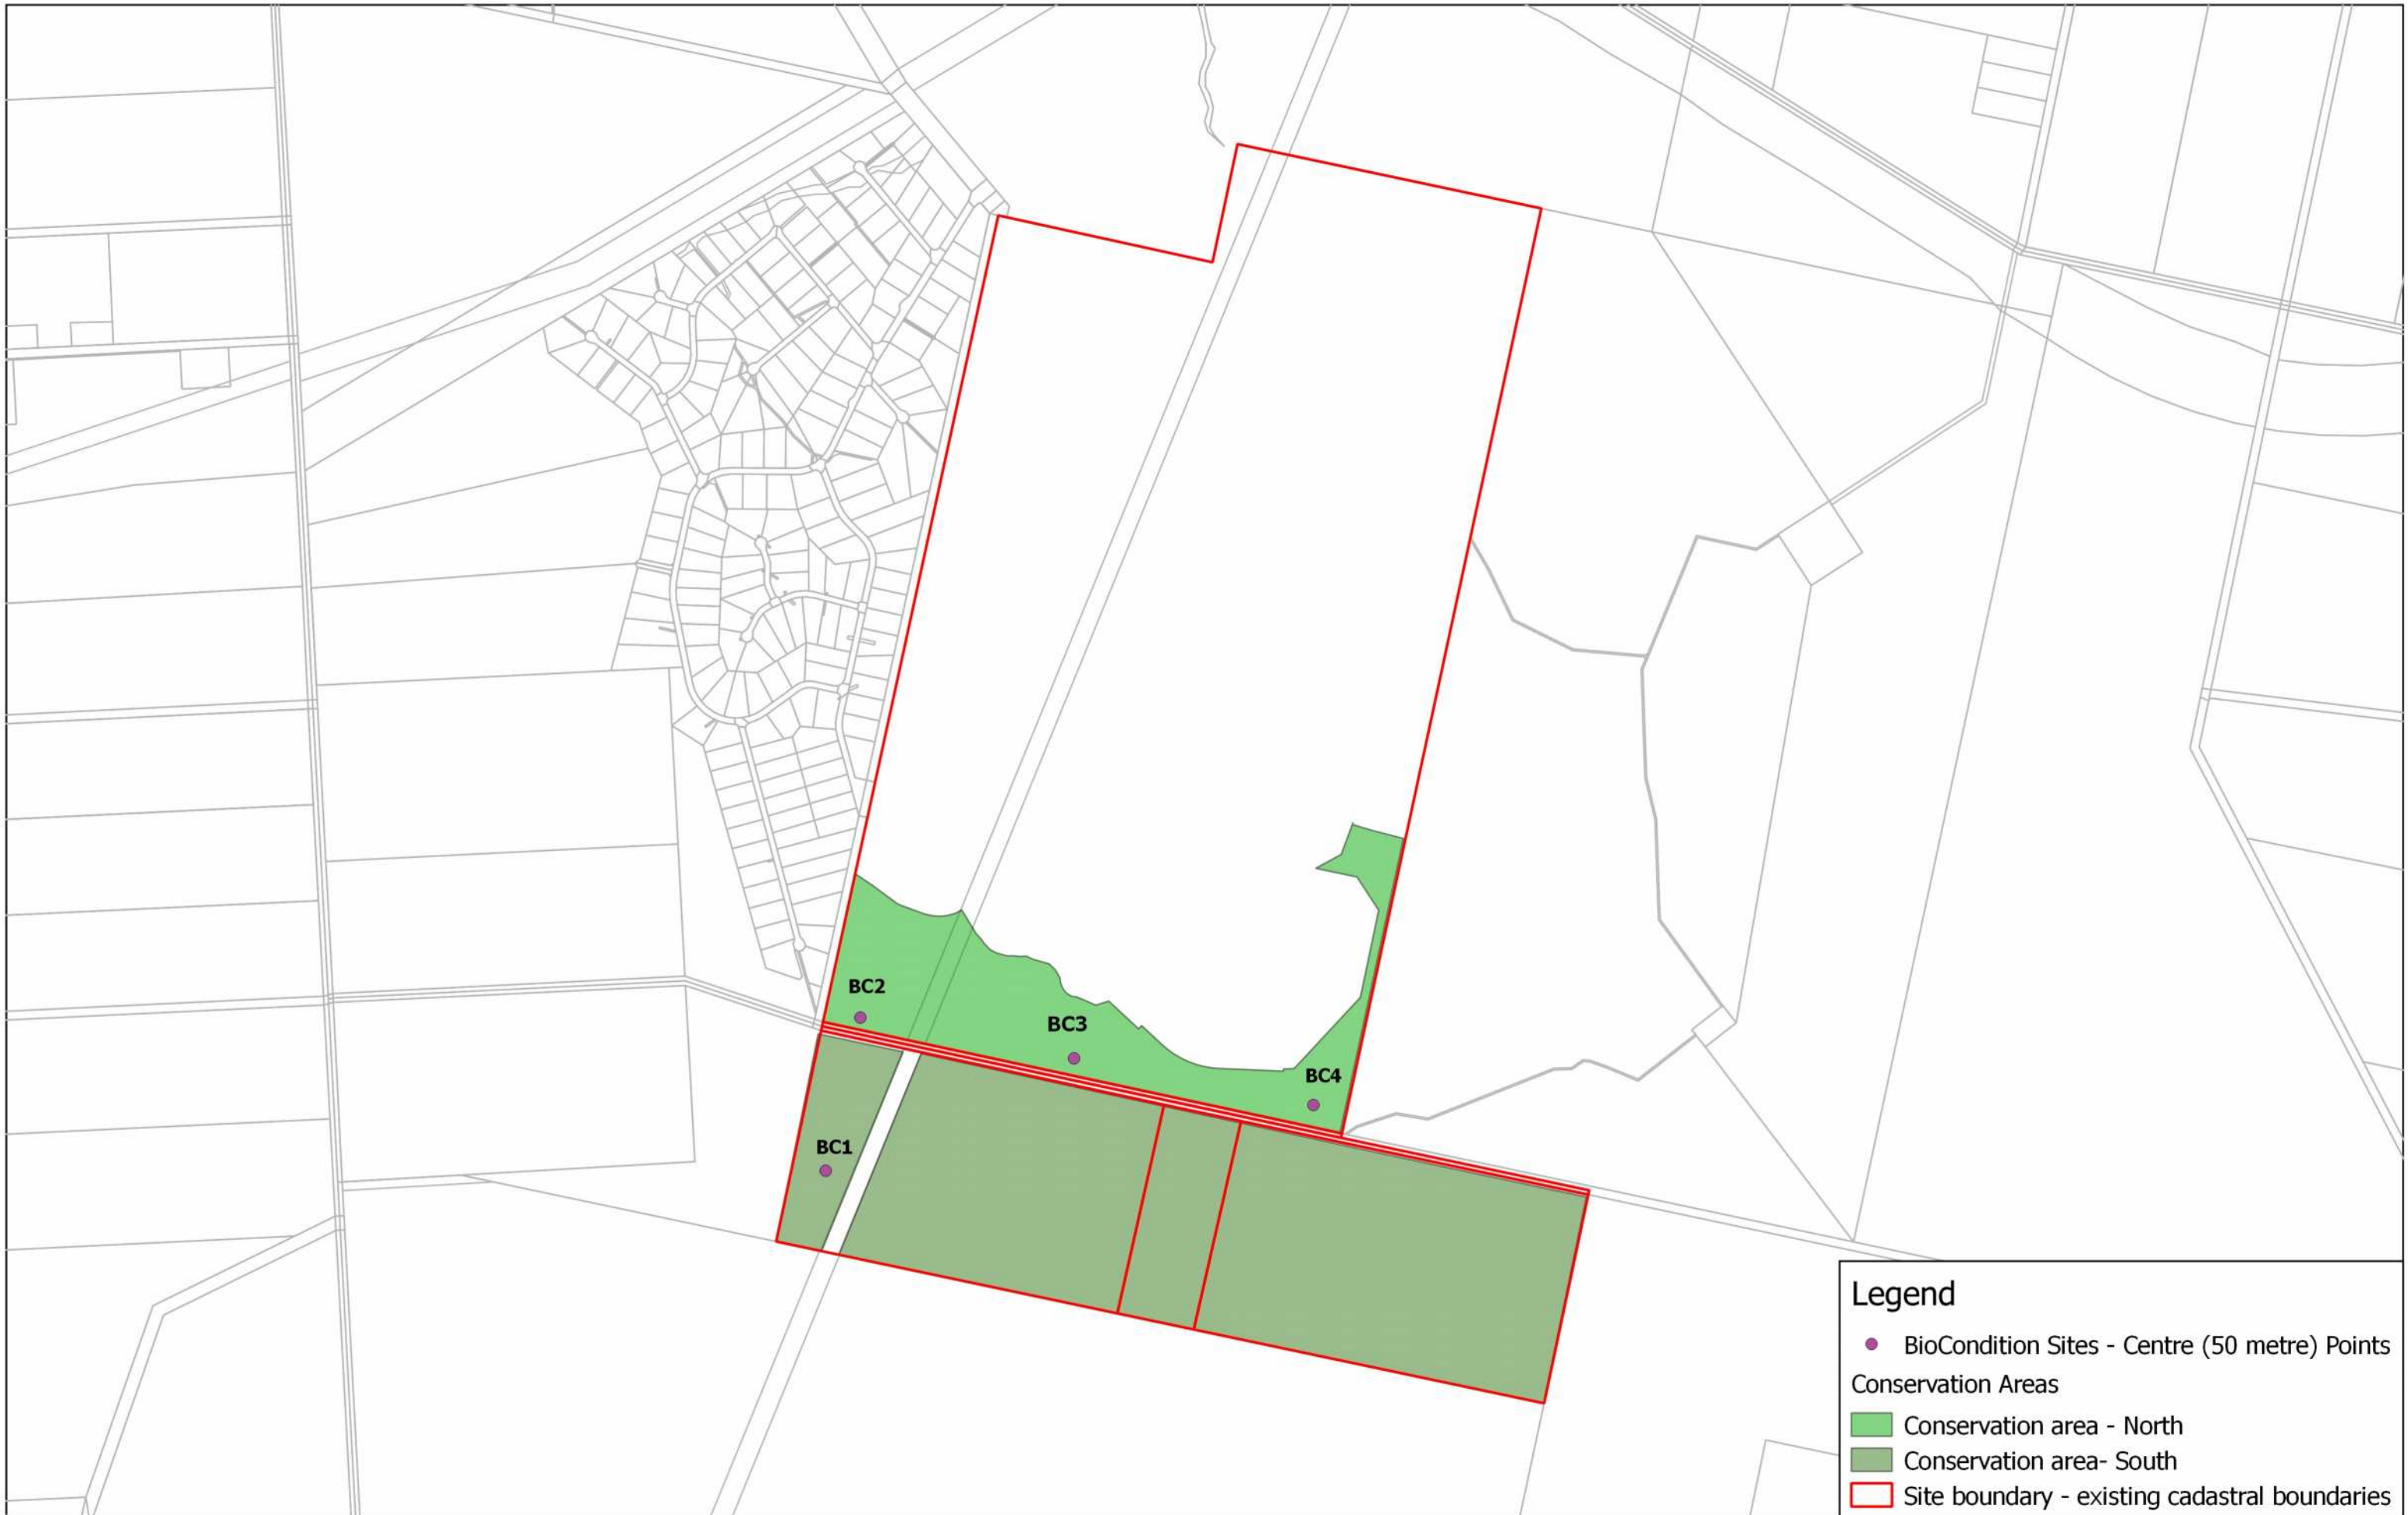 BC2
BC3
BC4
BC1
Legend
BioCondition Sites - Centre (50 metre) Points
Conservation Areas
Conservation area - North
Conservation area- South
Site boundary - existing cadastral boundaries